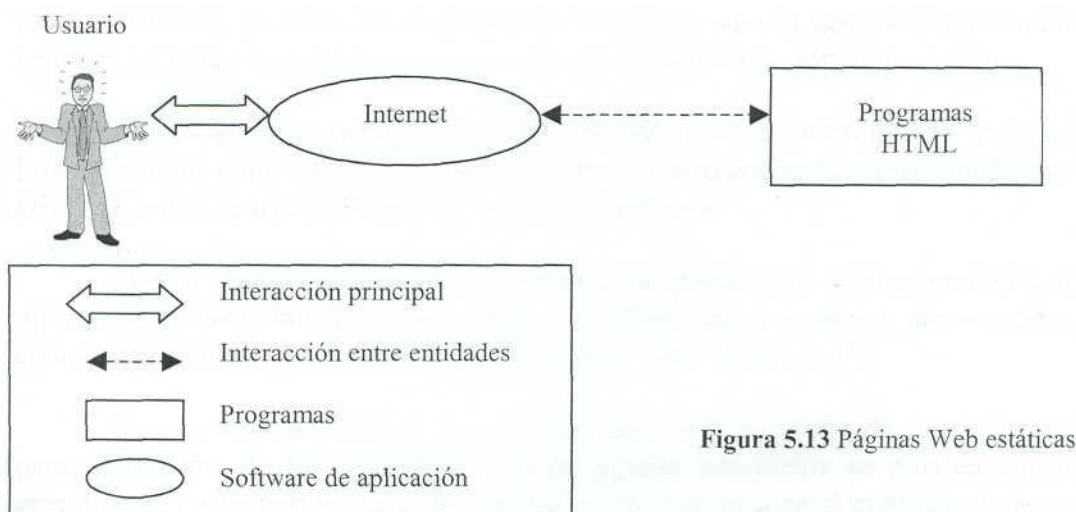 Usuario
Internet
Programas
HTML
Interacción principal
Interacción entre entidades
Programas
Software de aplicación
Figura 5.13 Páginas Web estáticas